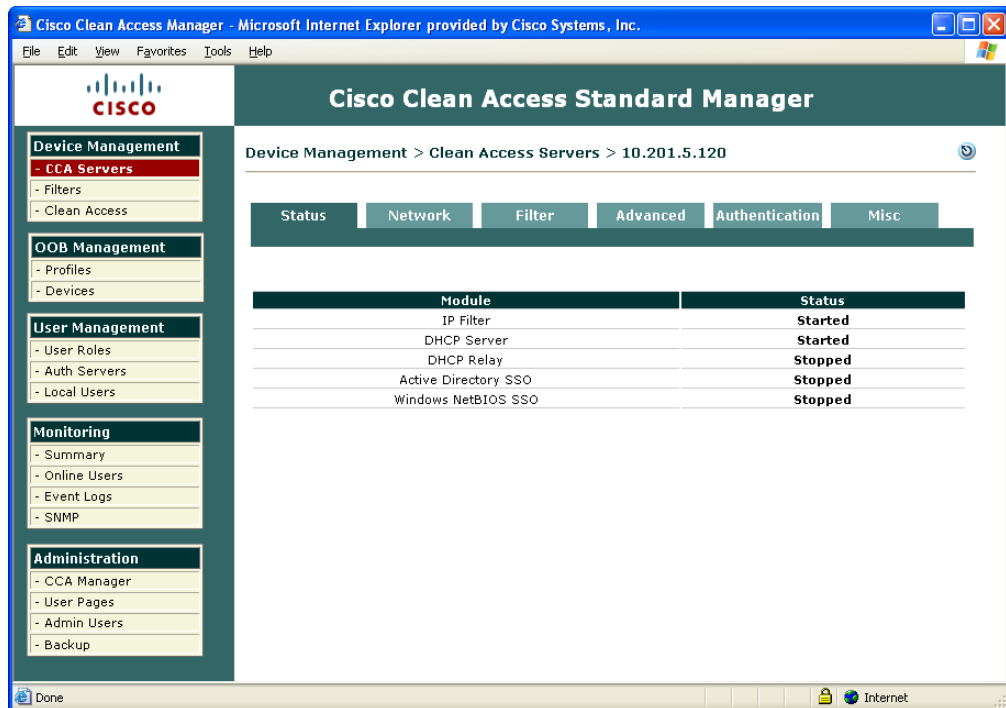 Cisco Clean Access Manager - Microsoft Internet Explorer provided by Cisco Systems, Inc.
File Edit View Favorites Tools Help
CISCO
Cisco Clean Access Standard Manager
Device Management
- CCA Servers
- Filters
- Clean Access
OOB Management
- Profiles
- Devices
User Management
- User Roles
- Auth Servers
- Local Users
Monitoring
- Summary
- Online Users
- Event Logs
- SNMP
Administration
- CCA Manager
- User Pages
- Admin Users
- Backup
Device Management > Clean Access Servers > 10.201.5.120
Status Network Filter Advanced Authentication Misc
Module Status
IP Filter Started
DHCP Server Started
DHCP Relay Stopped
Active Directory SSO Stopped
Windows NetBIOS SSO Stopped
Done Internet